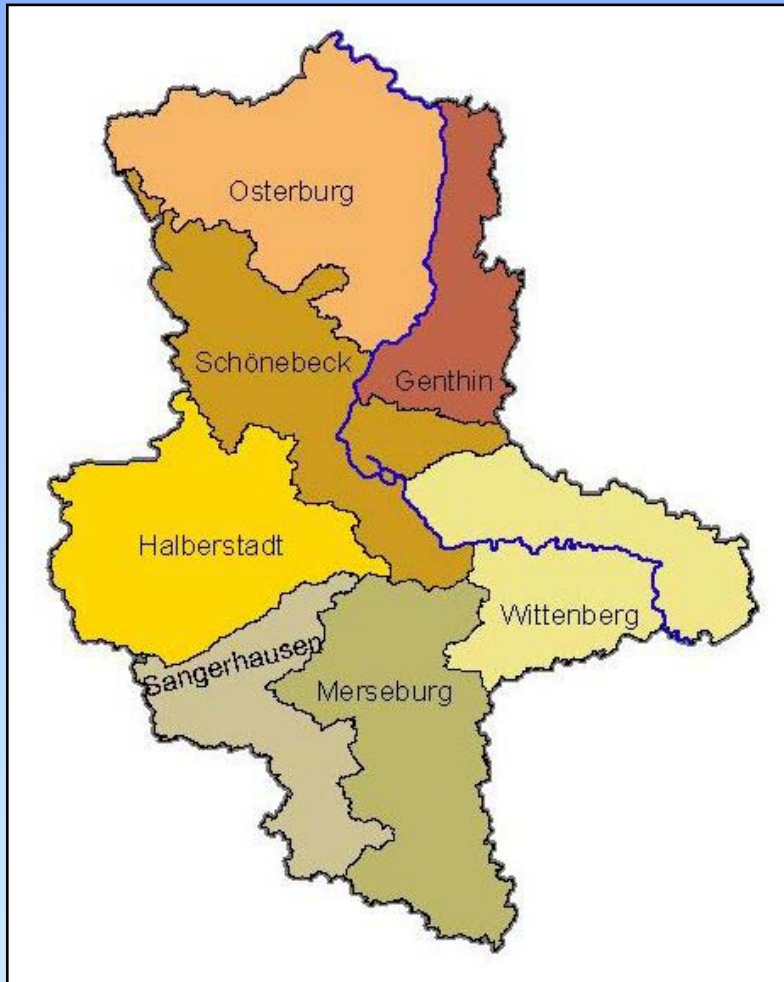 Osterburg
Schönebeck
Genthin
Halberstadt
Wittenberg
Sangerhausen
Merseburg